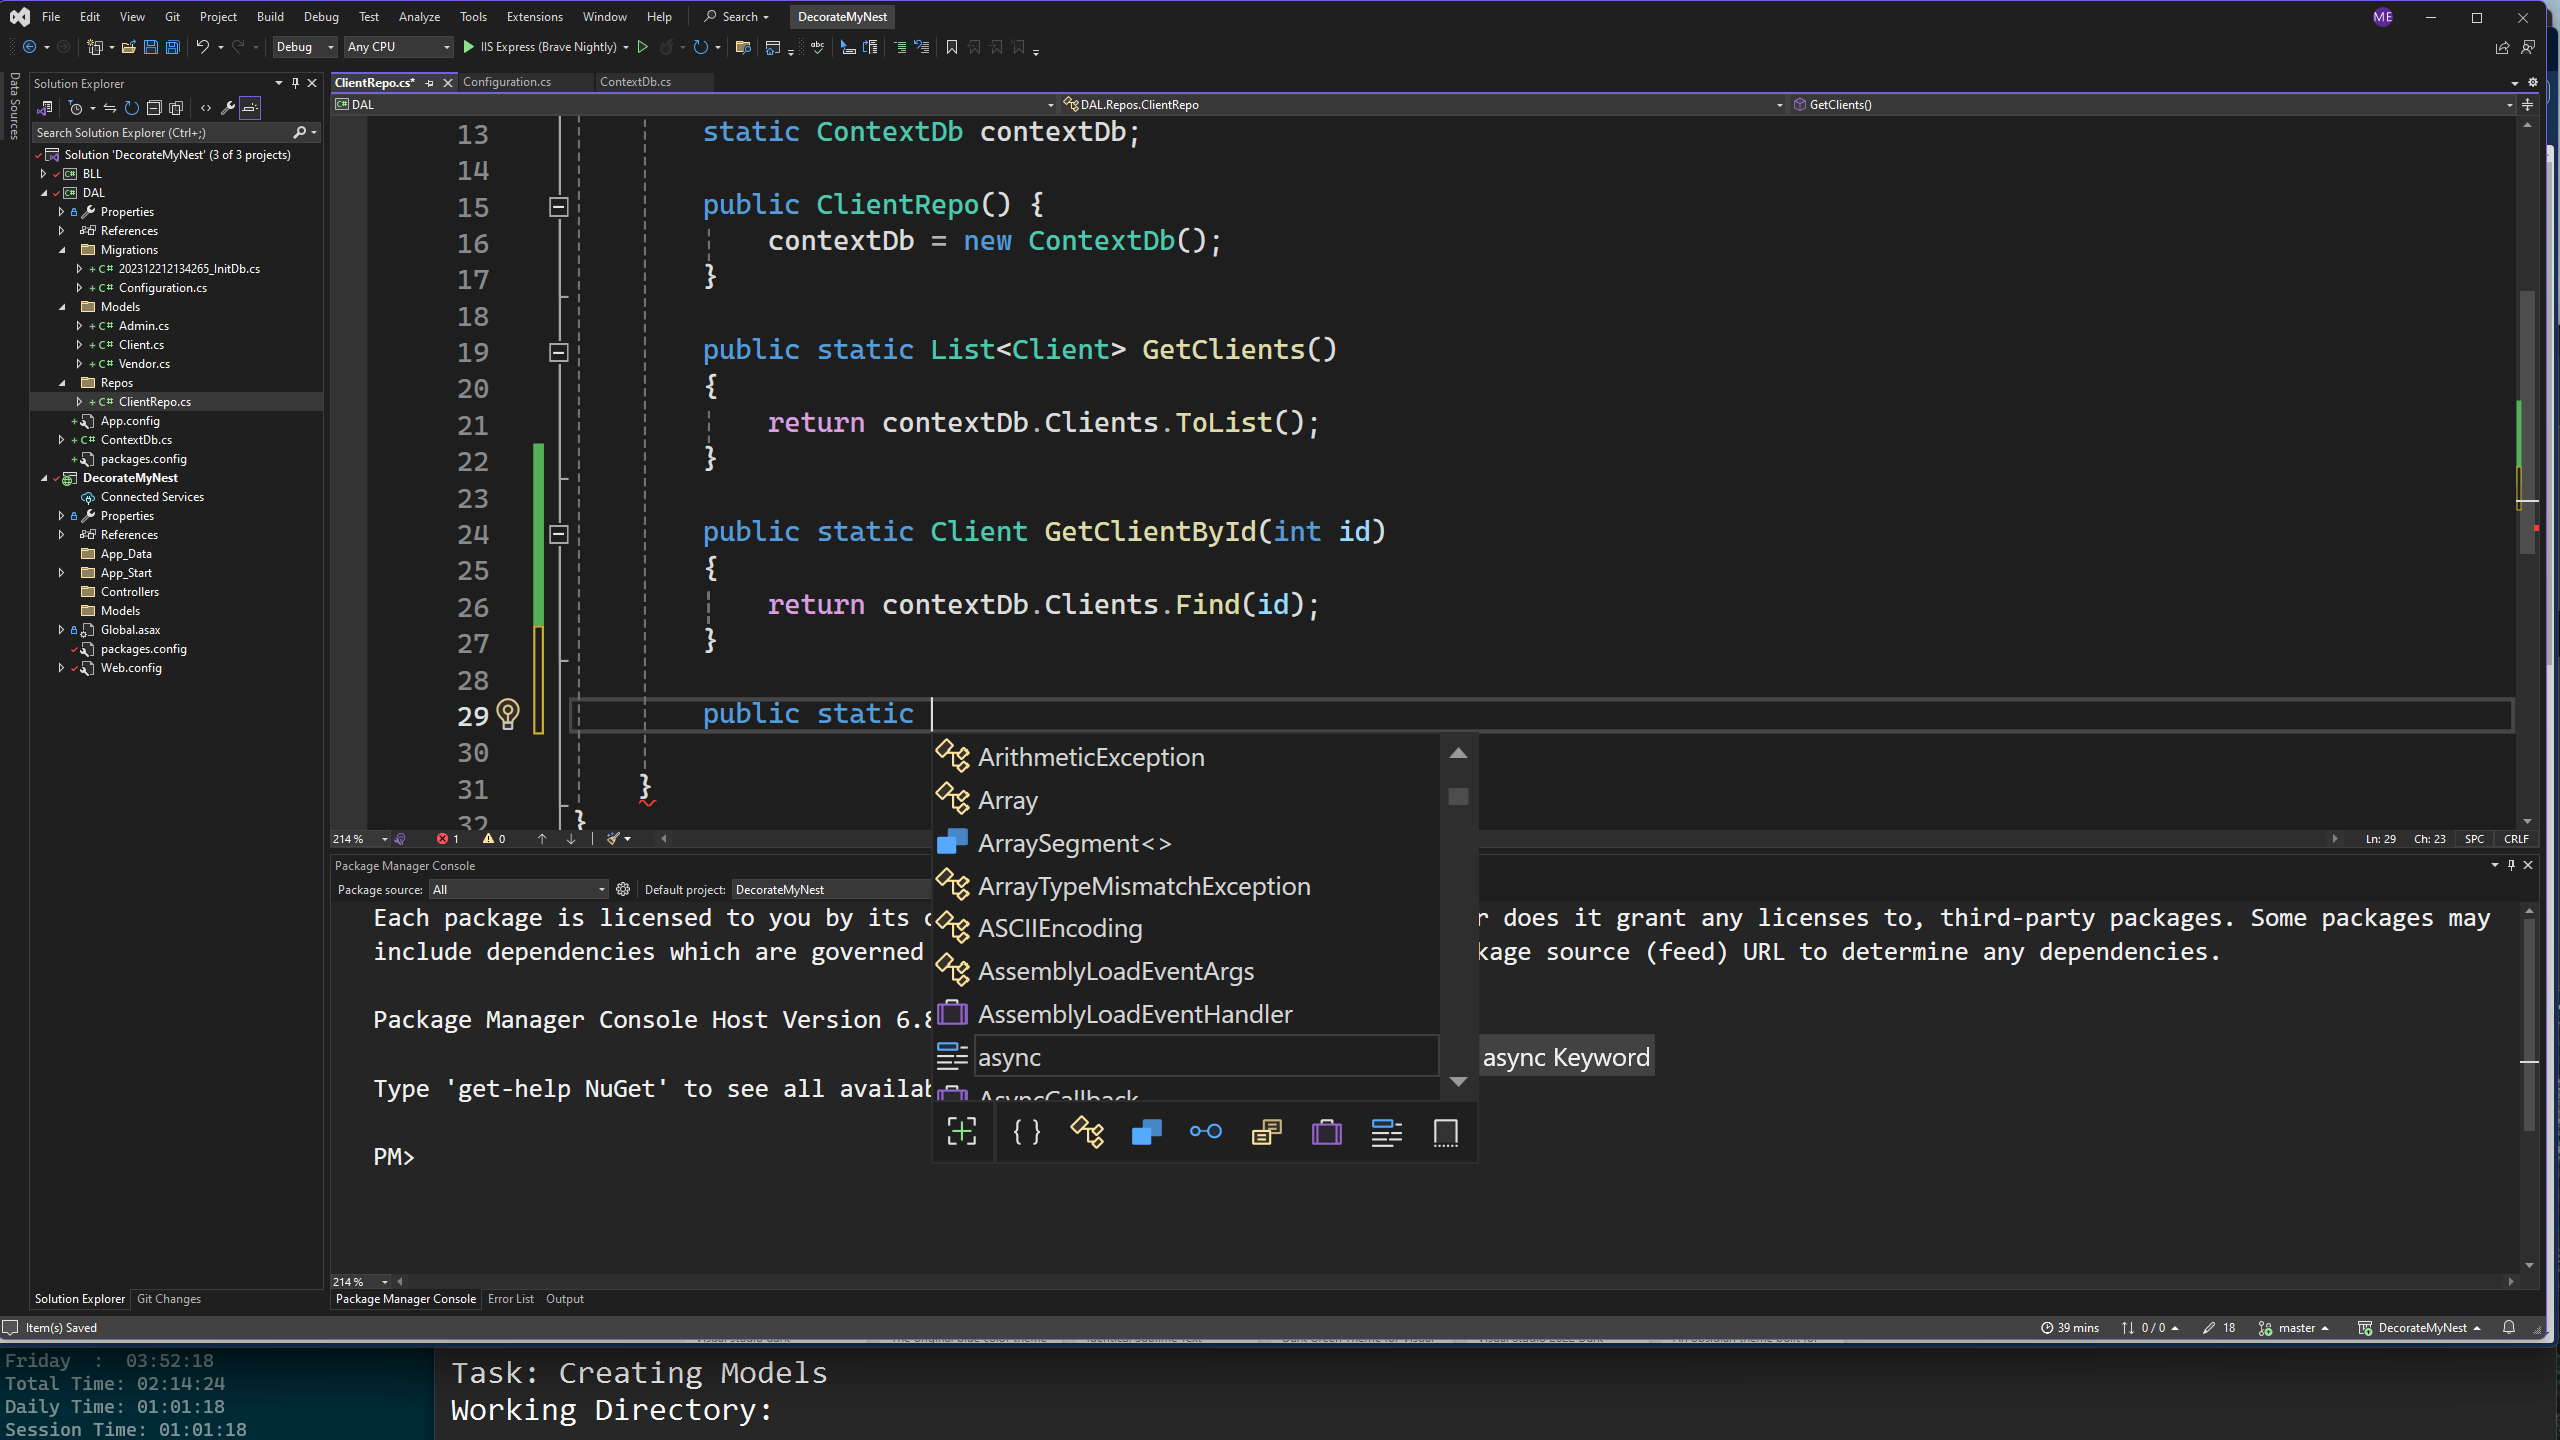 File Edit View Git Project Build Debug Test Analyze Tools Extensions Window Help Search DecorateMyNest ME
Debug Any CPU IIS Express (Brave Nightly)
Data Sources
Solution Explorer
Search Solution Explorer (Ctrl+;)
Solution 'DecorateMyNest' (3 of 3 projects)
BLL
DAL
Properties
References
Migrations
202312212134265_InitDb.cs
Configuration.cs
Models
Admin.cs
Client.cs
Vendor.cs
Repos
ClientRepo.cs
App.config
ContextDb.cs
packages.config
DecorateMyNest
Connected Services
Properties
References
App_Data
App_Start
Controllers
Models
Global.asax
packages.config
Web.config
Solution Explorer Git Changes
ClientRepo.cs* Configuration.cs ContextDb.cs
DAL DAL.Repos.ClientRepo GetClients()
13 static ContextDb contextDb;
14
15 public ClientRepo() {
16 contextDb = new ContextDb();
17 }
18
19 public static List<Client> GetClients()
20 {
21 return contextDb.Clients.ToList();
22 }
23
24 public static Client GetClientById(int id)
25 {
26 return contextDb.Clients.Find(id);
27 }
28
29 public static
30
31 }
32 }
ArithmeticException
Array
ArraySegment<>
ArrayTypeMismatchException
ASCIIEncoding
AssemblyLoadEventArgs
AssemblyLoadEventHandler
async async Keyword
AsyncCallback
214 % 1 0 Ln: 29 Ch: 23 SPC CRLF
Package Manager Console
Package source: All Default project: DecorateMyNest
Each package is licensed to you by its r does it grant any licenses to, third-party packages. Some packages may
include dependencies which are governed kage source (feed) URL to determine any dependencies.
Package Manager Console Host Version 6.8
Type 'get-help NuGet' to see all availab
PM>
214 %
Package Manager Console Error List Output
Item(s) Saved 39 mins 0 / 0 18 master DecorateMyNest
Friday : 03:52:18
Total Time: 02:14:24
Daily Time: 01:01:18
Session Time: 01:01:18
Task: Creating Models
Working Directory: